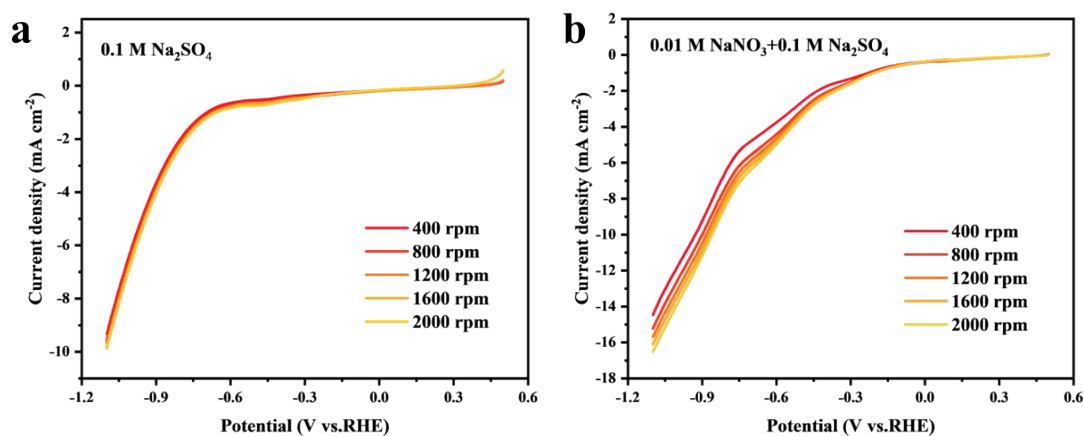 a
0.1 M Na₂SO₄
2
0
-2
-4
-6
-8
-10
Current density (mA cm⁻²)
400 rpm
800 rpm
1200 rpm
1600 rpm
2000 rpm
-1.2 -0.9 -0.6 -0.3 0.0 0.3 0.6
Potential (V vs.RHE)
b
0.01 M NaNO₃+0.1 M Na₂SO₄
2
0
-2
-4
-6
-8
-10
-12
-14
-16
-18
Current density (mA cm⁻²)
400 rpm
800 rpm
1200 rpm
1600 rpm
2000 rpm
-1.2 -0.9 -0.6 -0.3 0.0 0.3 0.6
Potential (V vs.RHE)